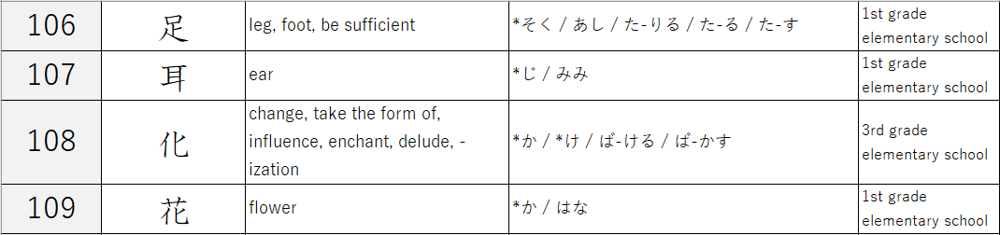 106 足 leg, foot, be sufficient *そく / あし / た-りる / た-る / た-す 1st grade
elementary school
107 耳 ear *じ / みみ 1st grade
elementary school
108 化 change, take the form of,
influence, enchant, delude, -
ization *か / *け / ば-ける / ば-かす 3rd grade
elementary school
109 花 flower *か / はな 1st grade
elementary school